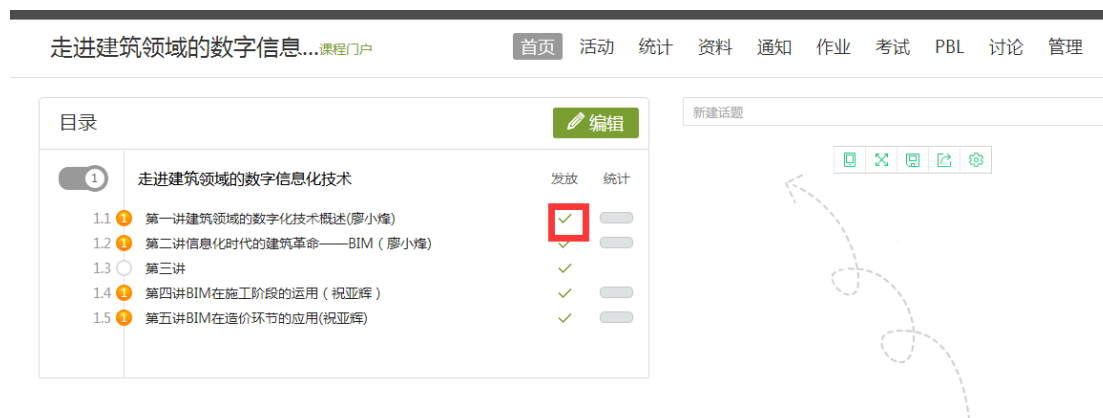 走进建筑领域的数字信息...课程门户 首页 活动 统计 资料 通知 作业 考试 PBL 讨论 管理
目录 编辑 新建话题
1 走进建筑领域的数字信息化技术 发放 统计
1.1 1 第一讲建筑领域的数字化技术概述(廖小烽)
1.2 1 第二讲信息化时代的建筑革命——BIM（廖小烽)
1.3 第三讲
1.4 1 第四讲BIM在施工阶段的运用（祝亚辉）
1.5 1 第五讲BIM在造价环节的应用(祝亚辉)